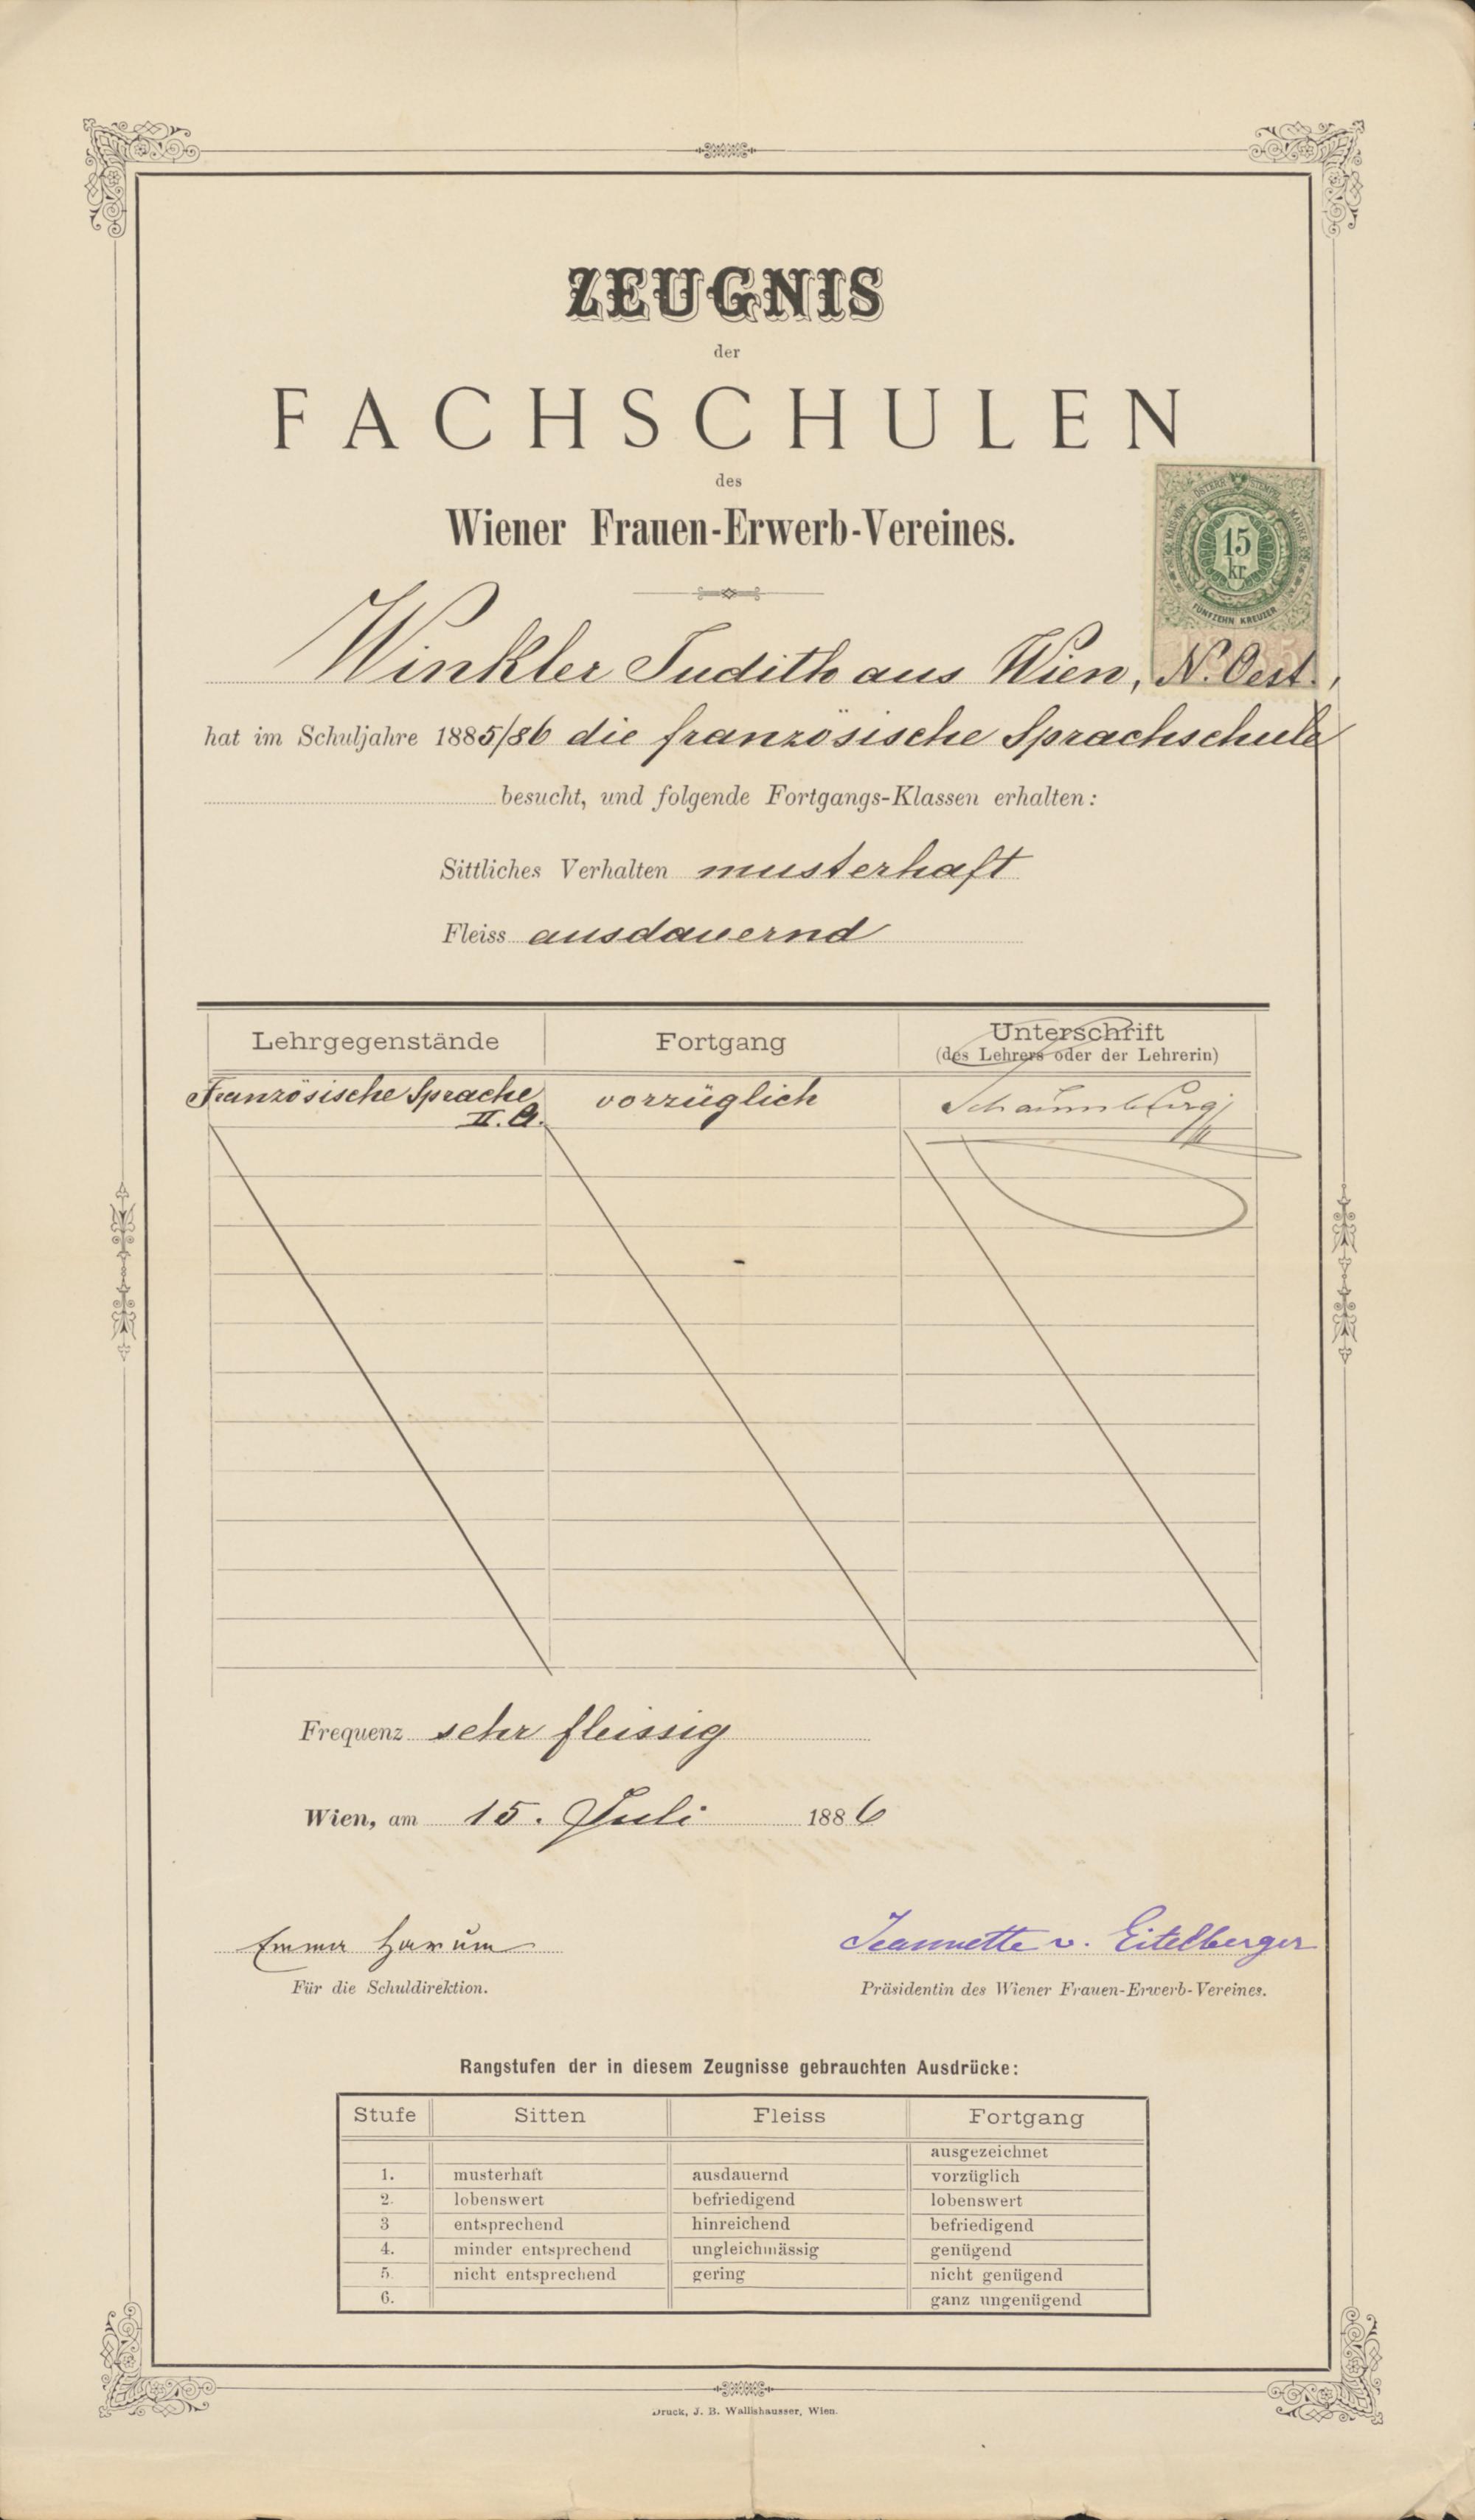 ZEUGNIS
der
FACHSCHULEN
des
Wiener Frauen-Erwerb-Vereines.
15
kr
FÜNFZEHN KREUZER
Winkler Judith aus Wien, N. Oest.,
hat im Schuljahre 1885/86 die französische Sprachschule
besucht, und folgende Fortgangs-Klassen erhalten:
Sittliches Verhalten musterhaft
Fleiss ausdauernd
Lehrgegenstände Fortgang Unterschrift
(des Lehrers oder der Lehrerin)
Französische Sprache vorzüglich Schaumburg
II. A.
Frequenz sehr fleissig
Wien, am 15. Juli 1886
Emma Harum Jeannette v. Eitelberger
Für die Schuldirektion. Präsidentin des Wiener Frauen-Erwerb-Vereines.
Rangstufen der in diesem Zeugnisse gebrauchten Ausdrücke:
Stufe Sitten Fleiss Fortgang
ausgezeichnet
1. musterhaft ausdauernd vorzüglich
2. lobenswert befriedigend lobenswert
3 entsprechend hinreichend befriedigend
4. minder entsprechend ungleichmässig genügend
5. nicht entsprechend gering nicht genügend
6. ganz ungenügend
Druck, J. B. Wallishausser, Wien.